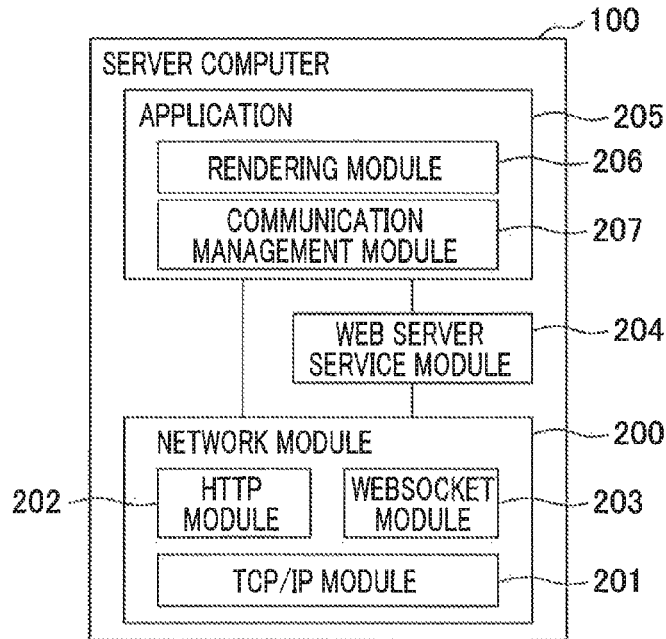 100
SERVER COMPUTER
APPLICATION
205
RENDERING MODULE
206
COMMUNICATION
MANAGEMENT MODULE
207
WEB SERVER
SERVICE MODULE
204
NETWORK MODULE
200
202
HTTP
MODULE
WEBSOCKET
MODULE
203
TCP/IP MODULE
201